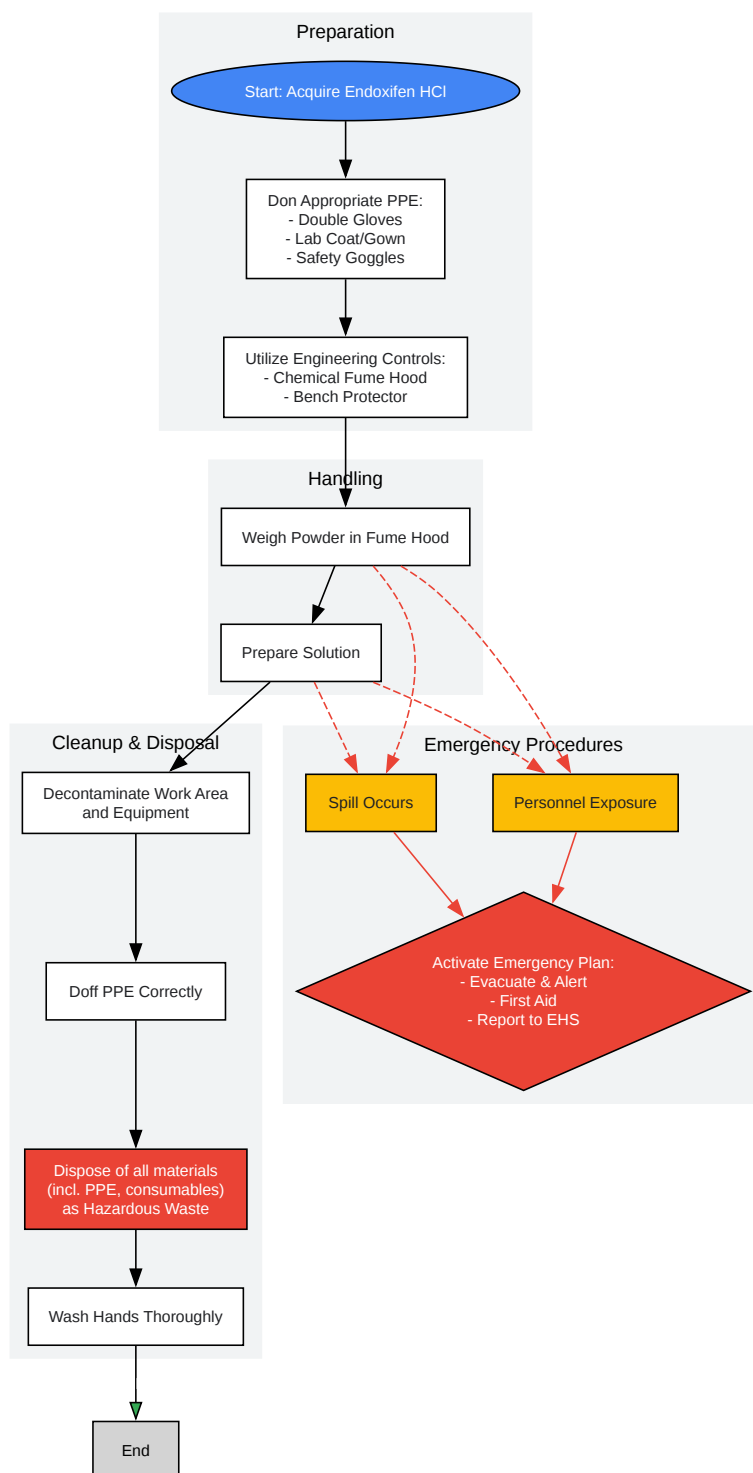 Preparation
Start: Acquire Endoxifen HCl
Don Appropriate PPE:
- Double Gloves
- Lab Coat/Gown
- Safety Goggles
Utilize Engineering Controls:
- Chemical Fume Hood
- Bench Protector
Handling
Weigh Powder in Fume Hood
Prepare Solution
Cleanup & Disposal
Decontaminate Work Area
and Equipment
Doff PPE Correctly
Dispose of all materials
(incl. PPE, consumables)
as Hazardous Waste
Wash Hands Thoroughly
End
Emergency Procedures
Spill Occurs
Personnel Exposure
Activate Emergency Plan:
- Evacuate & Alert
- First Aid
- Report to EHS